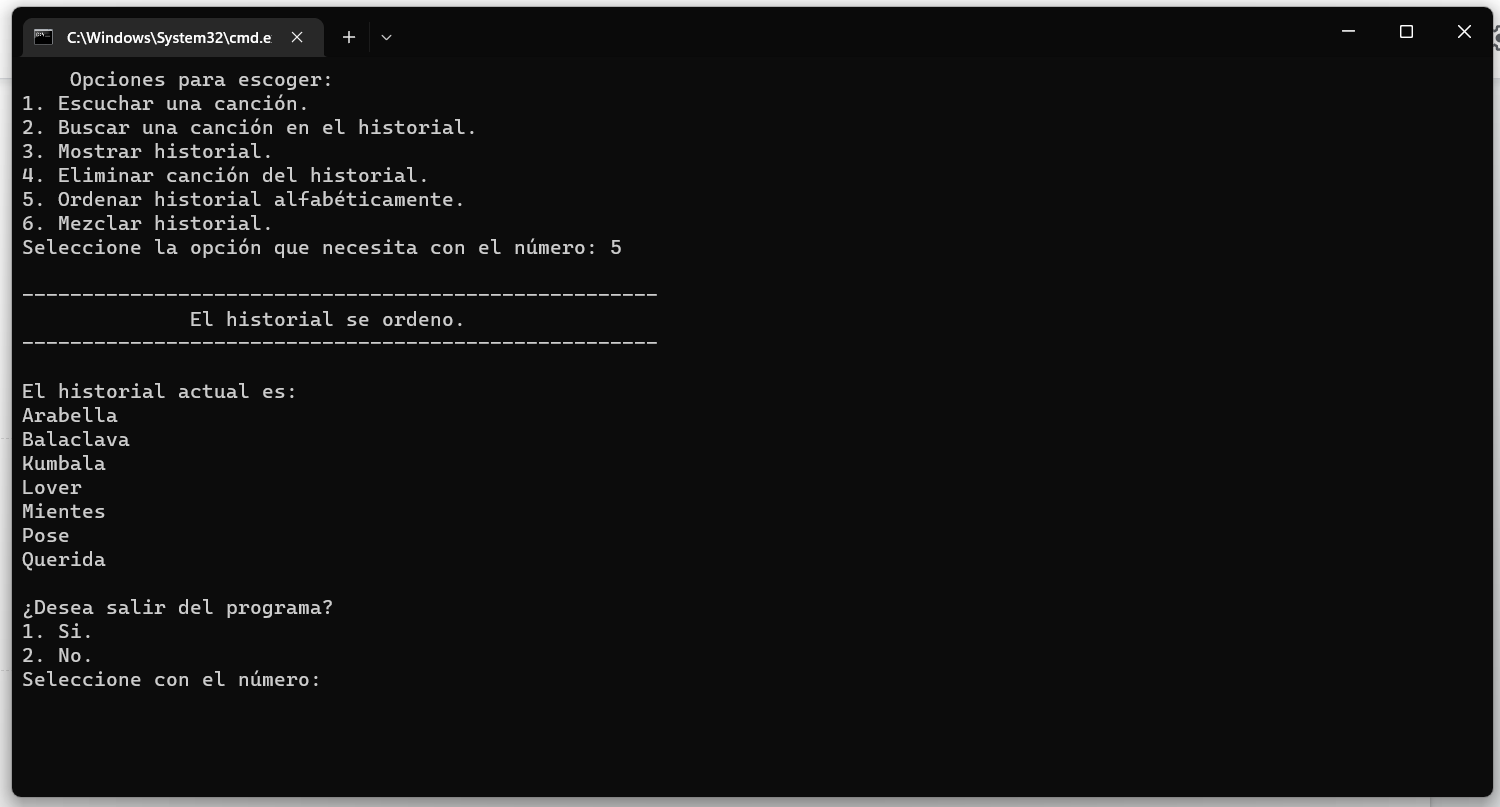 C:\Windows\System32\cmd.e
Opciones para escoger:
1. Escuchar una canción.
2. Buscar una canción en el historial.
3. Mostrar historial.
4. Eliminar canción del historial.
5. Ordenar historial alfabéticamente.
6. Mezclar historial.
Seleccione la opción que necesita con el número: 5
-----------------------------------------------------
El historial se ordeno.
-----------------------------------------------------
El historial actual es:
Arabella
Balaclava
Kumbala
Lover
Mientes
Pose
Querida
¿Desea salir del programa?
1. Si.
2. No.
Seleccione con el número: